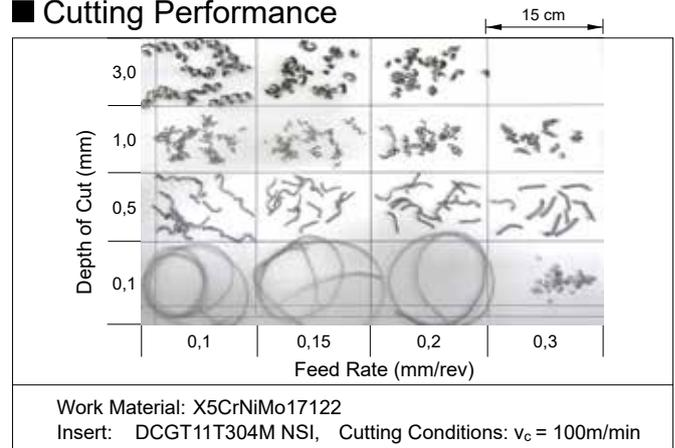 ■ Cutting Performance
15 cm
Depth of Cut (mm)
3,0
1,0
0,5
0,1
0,1 0,15 0,2 0,3
Feed Rate (mm/rev)
Work Material: X5CrNiMo17122
Insert: DCGT11T304M NSI, Cutting Conditions: vc = 100m/min